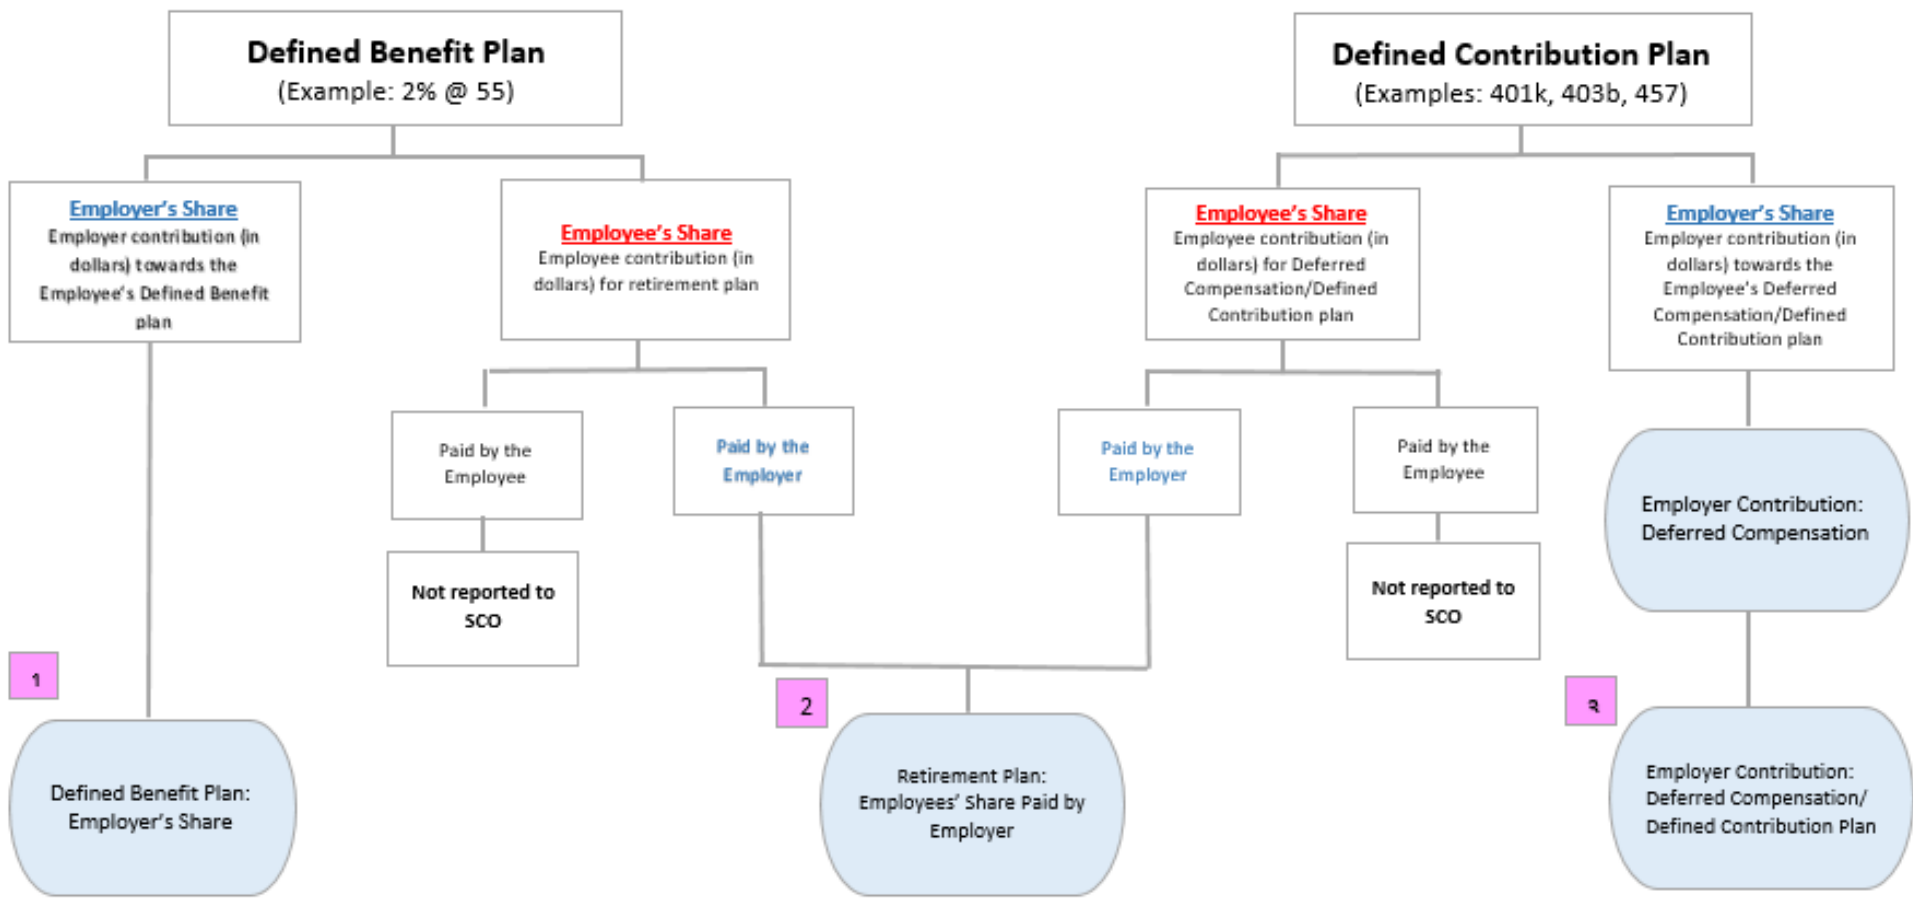 Defined Benefit Plan
(Example: 2% @ 55)
Defined Contribution Plan
(Examples: 401k, 403b, 457)
Employer's Share
Employer contribution (in
dollars) towards the
Employee's Defined Benefit
plan
Employee's Share
Employee contribution (in
dollars) for retirement plan
Employee's Share
Employee contribution (in
dollars) for Deferred
Compensation/Defined
Contribution plan
Employer's Share
Employer contribution (in
dollars) towards the
Employee's Deferred
Compensation/Defined
Contribution plan
Paid by the
Employee
Paid by the
Employer
Paid by the
Employer
Paid by the
Employee
Employer Contribution:
Deferred Compensation
Not reported to
SCO
Not reported to
SCO
1
2
3
Defined Benefit Plan:
Employer's Share
Retirement Plan:
Employees' Share Paid by
Employer
Employer Contribution:
Deferred Compensation/
Defined Contribution Plan